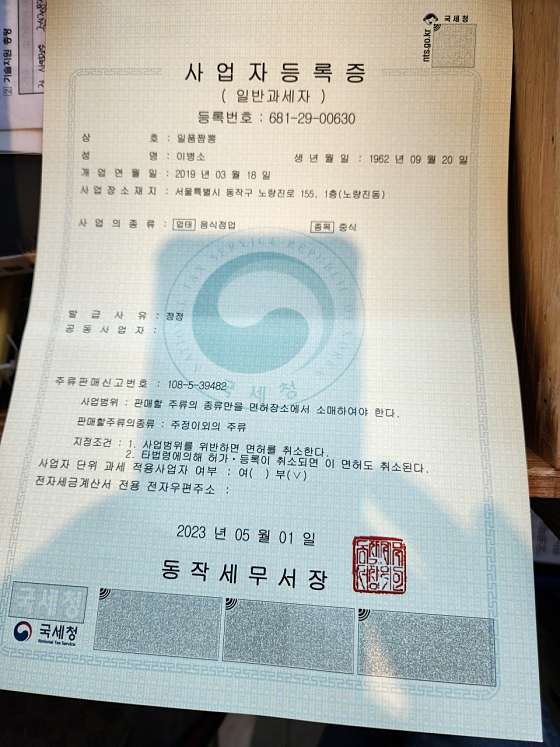 국세청
nts.go.kr
사업자등록증
( 일반과세자 )
등록번호 : 681-29-00630
상 호 : 일품짬뽕
성 명 : 이병소 생 년 월 일 : 1962 년 09 월 20 일
개 업 연 월 일 : 2019 년 03 월 18 일
사 업 장 소 재 지 : 서울특별시 동작구 노량진로 155, 1층(노량진동)
사 업 의 종 류 : 업태 음식점업 종목 중식
발 급 사 유 : 정정
공 동 사 업 자 :
주류판매신고번호 : 108-5-39482
사업범위 : 판매할 주류의 종류만을 면허장소에서 소매하여야 한다.
판매할주류의종류 : 주정이외의 주류
지정조건 : 1. 사업범위를 위반하면 면허를 취소한다.
2. 타법령에의해 허가·등록이 취소되면 이 면허도 취소된다.
사업자 단위 과세 적용사업자 여부 : 여( ) 부(∨)
전자세금계산서 전용 전자우편주소 :
2023 년 05 월 01 일
동작세무서장
국세청
국세청
National Tax Service
국세청